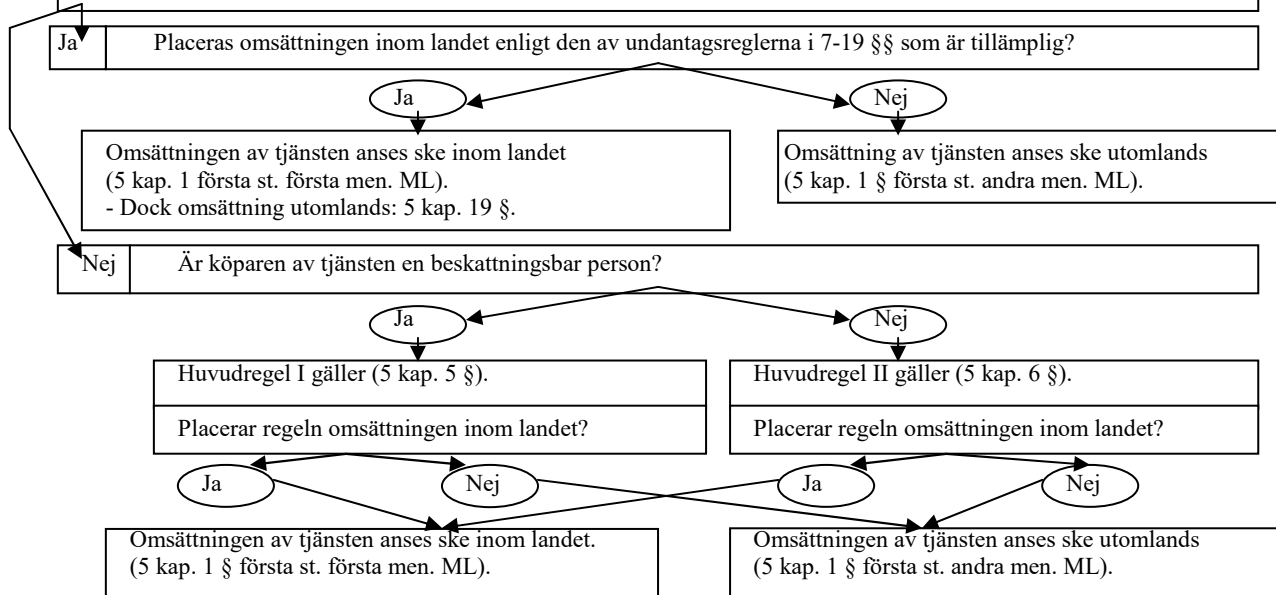 Ja Placeras omsättningen inom landet enligt den av undantagsreglerna i 7-19 §§ som är tillämplig?
Ja
Nej
Omsättningen av tjänsten anses ske inom landet
(5 kap. 1 första st. första men. ML).
- Dock omsättning utomlands: 5 kap. 19 §.
Omsättning av tjänsten anses ske utomlands
(5 kap. 1 § första st. andra men. ML).
Nej Är köparen av tjänsten en beskattningsbar person?
Ja
Nej
Huvudregel I gäller (5 kap. 5 §).
Placerar regeln omsättningen inom landet?
Huvudregel II gäller (5 kap. 6 §).
Placerar regeln omsättningen inom landet?
Ja
Nej
Ja
Nej
Omsättningen av tjänsten anses ske inom landet.
(5 kap. 1 § första st. första men. ML).
Omsättningen av tjänsten anses ske utomlands
(5 kap. 1 § första st. andra men. ML).